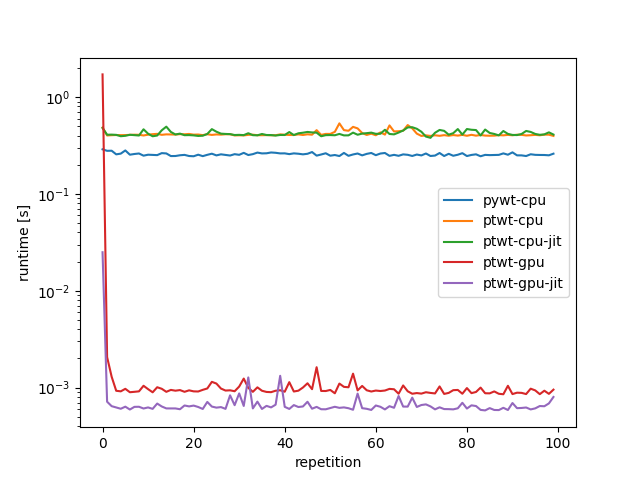 runtime [s]
10⁰
10⁻¹
10⁻²
10⁻³
0
20
40
60
80
100
repetition
pywt-cpu
ptwt-cpu
ptwt-cpu-jit
ptwt-gpu
ptwt-gpu-jit